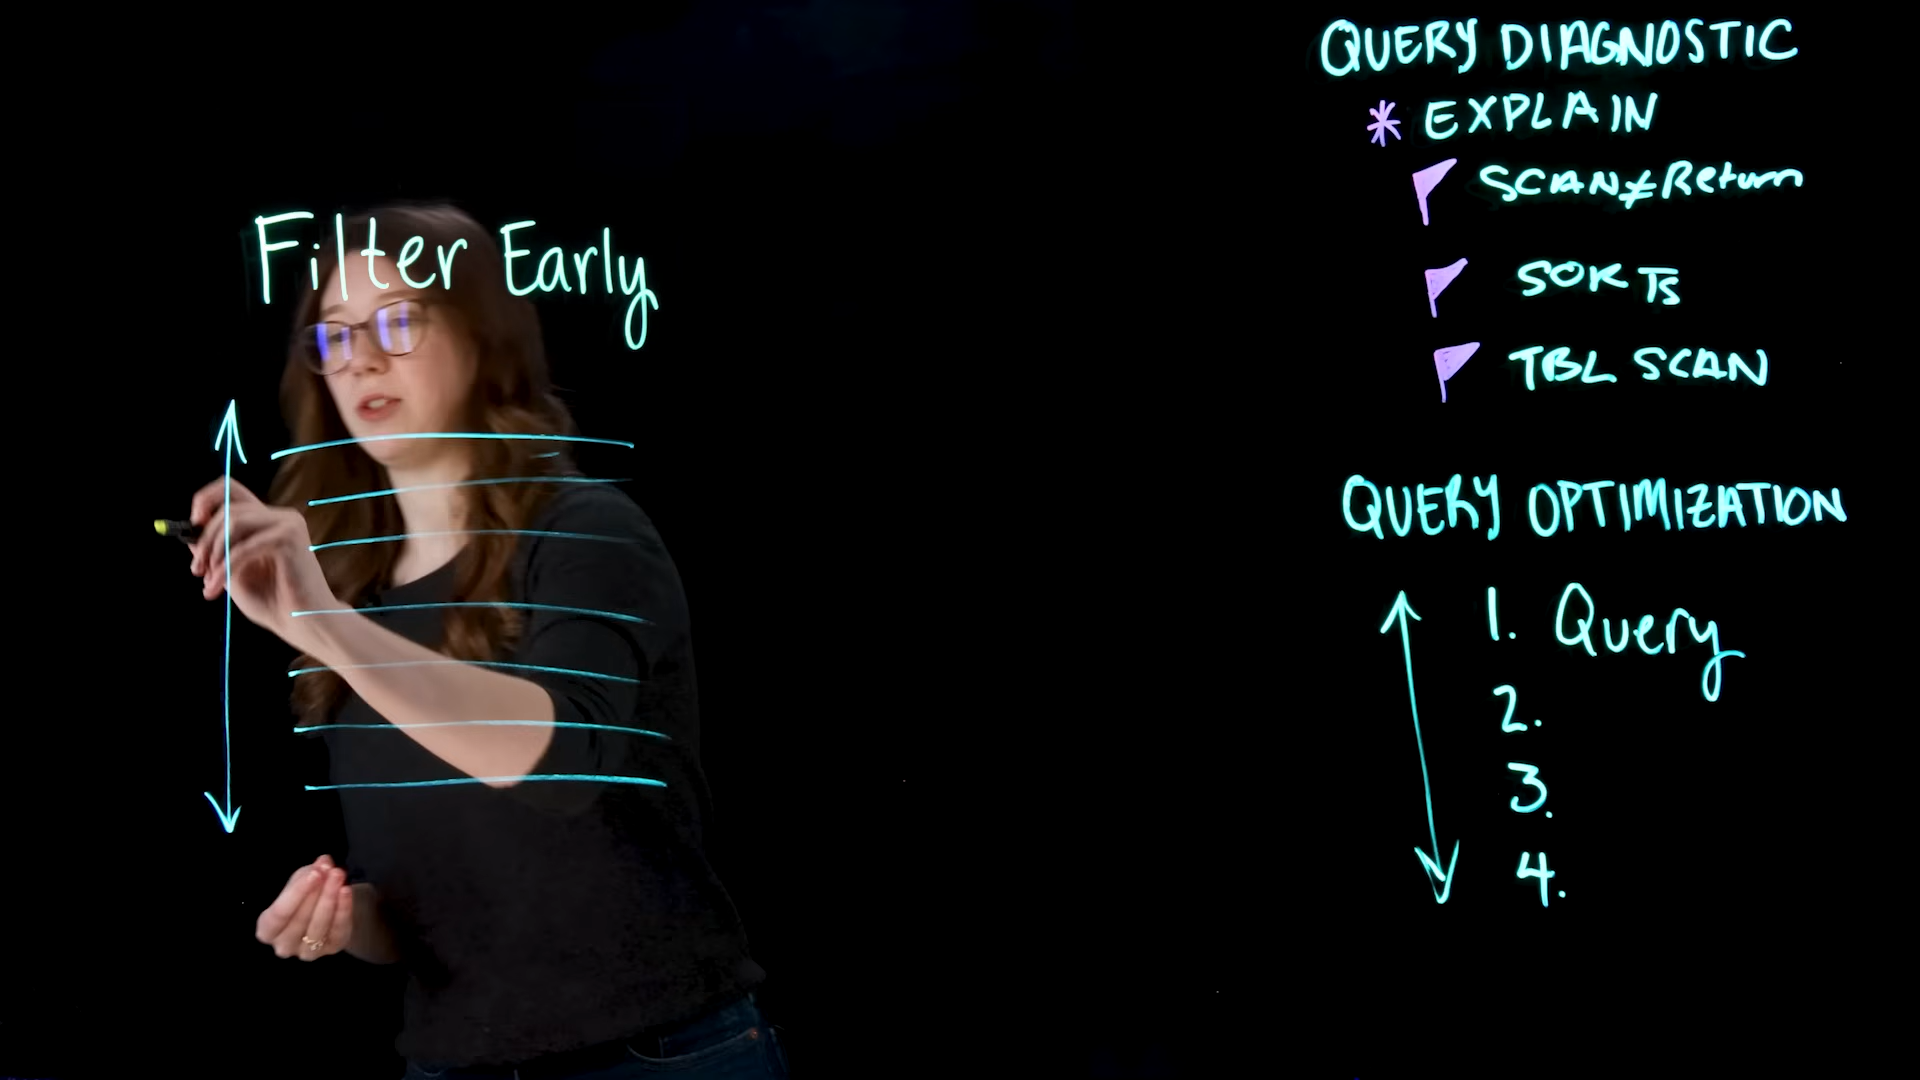 Filter Early
QUERY DIAGNOSTIC
* EXPLAIN
SCAN≠Return
SORTS
TBL SCAN
QUERY OPTIMIZATION
1. Query
2.
3.
4.